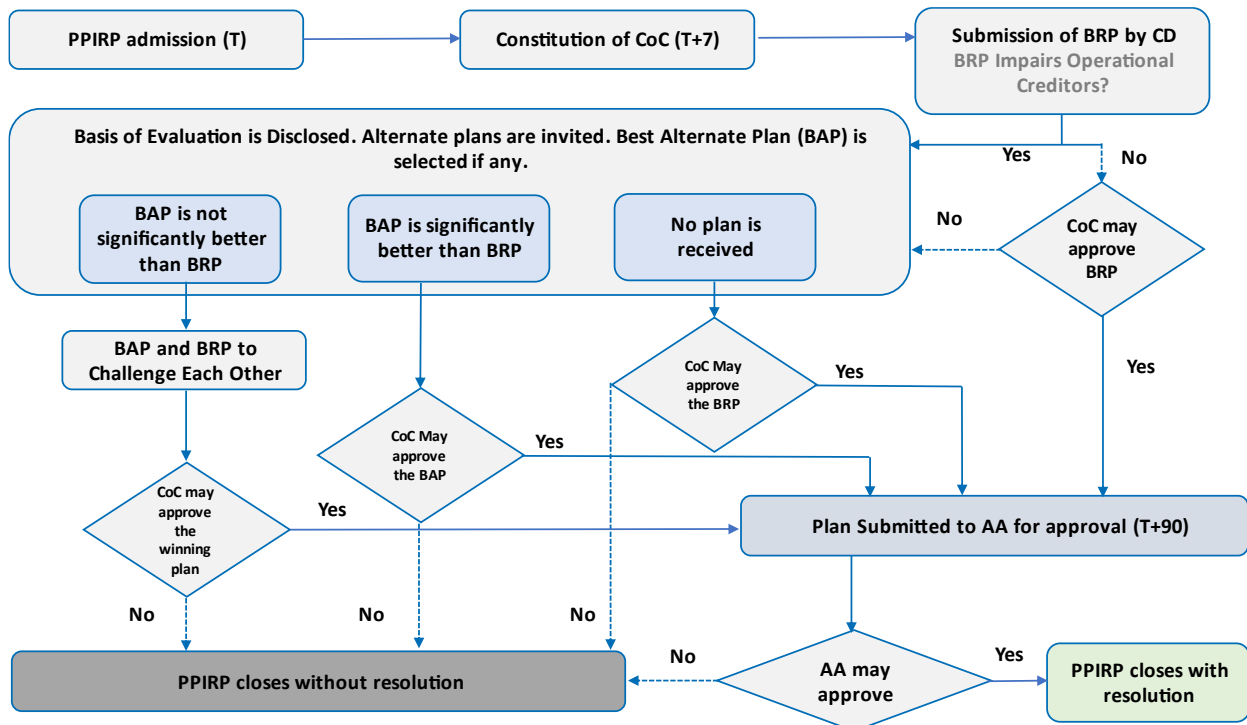 PPIRP admission (T)
Constitution of CoC (T+7)
Submission of BRP by CD
BRP Impairs Operational
Creditors?
Basis of Evaluation is Disclosed. Alternate plans are invited. Best Alternate Plan (BAP) is
selected if any.
Yes
No
BAP is not
significantly better
than BRP
BAP is significantly
better than BRP
No plan is
received
No
CoC may
approve
BRP
BAP and BRP to
Challenge Each Other
CoC May
approve
the BRP
Yes
Yes
CoC May
approve
the BAP
Yes
CoC may
approve
the
winning
plan
Yes
Plan Submitted to AA for approval (T+90)
No
No
No
PPIRP closes without resolution
No
AA may
approve
Yes
PPIRP closes with
resolution